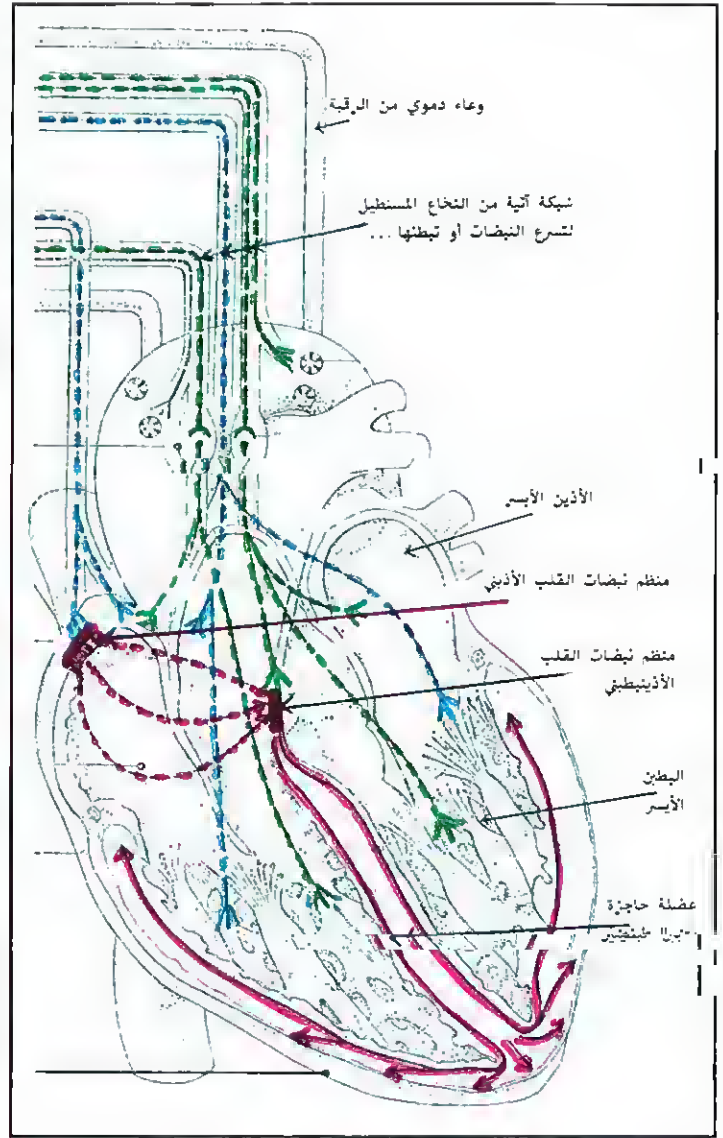 وعاء دموي من الرقبة
شبكة آتية من النخاع المستطيل
لتسرع النبضات أو تبطئها ...
الأذين الأيسر
منظم نبضات القلب الأذيني
منظم نبضات القلب
الأذينبطيني
البطين
الأيسر
عضلة حاجزة